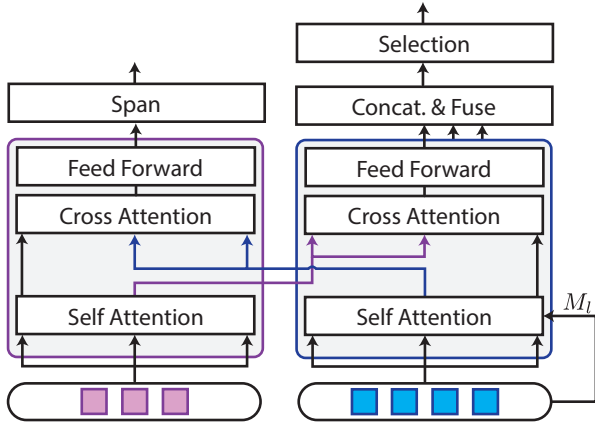 Selection
Span
Concat. & Fuse
Feed Forward
Feed Forward
Cross Attention
Cross Attention
Self Attention
Self Attention
M_l